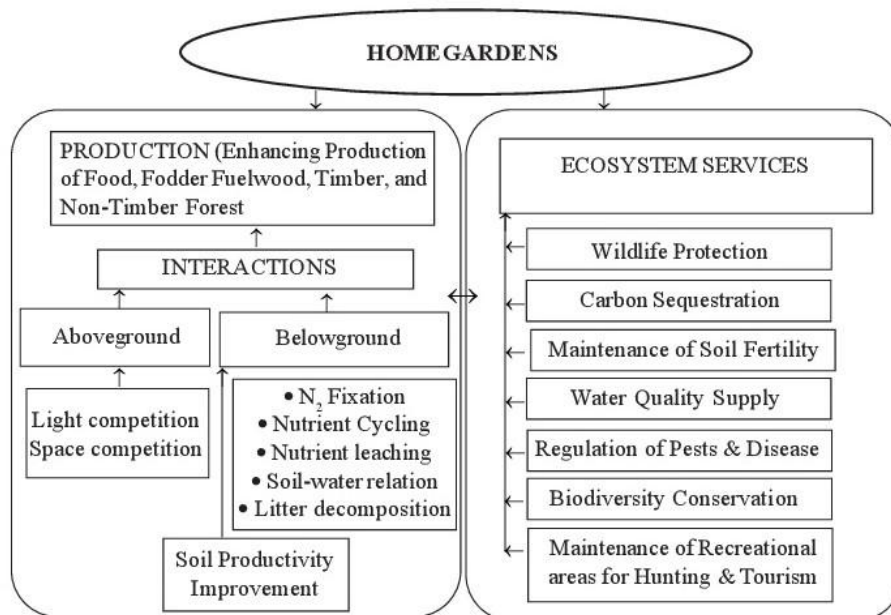 HOMEGARDENS
PRODUCTION (Enhancing Production
of Food, Fodder Fuelwood, Timber, and
Non-Timber Forest
INTERACTIONS
Aboveground
Belowground
Light competition
Space competition
• N₂ Fixation
• Nutrient Cycling
• Nutrient leaching
• Soil-water relation
• Litter decomposition
Soil Productivity
Improvement
ECOSYSTEM SERVICES
Wildlife Protection
Carbon Sequestration
Maintenance of Soil Fertility
Water Quality Supply
Regulation of Pests & Disease
Biodiversity Conservation
Maintenance of Recreational
areas for Hunting & Tourism